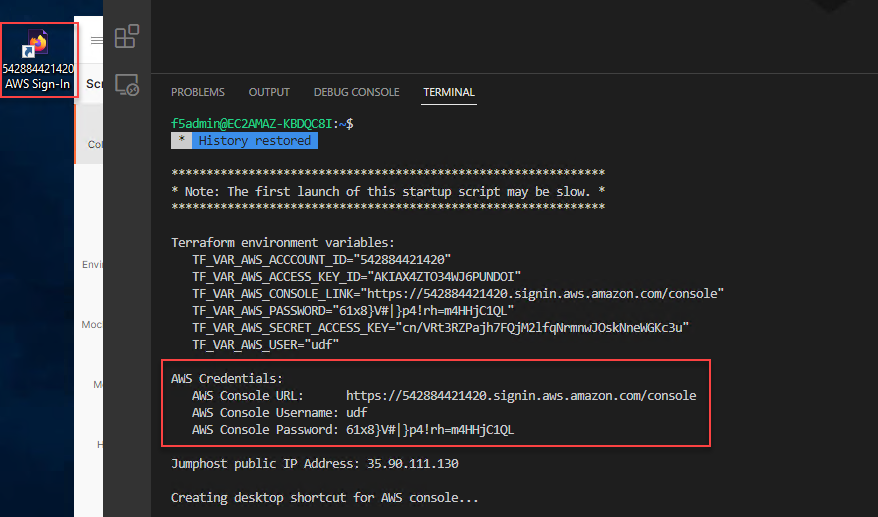 542884421420
AWS Sign-In
Scr
Col
Envir
Moc
M
H
PROBLEMS OUTPUT DEBUG CONSOLE TERMINAL
f5admin@EC2AMAZ-KBDQC8I:~$
* History restored
**************************************************************
* Note: The first launch of this startup script may be slow. *
**************************************************************
Terraform environment variables:
TF_VAR_AWS_ACCCOUNT_ID="542884421420"
TF_VAR_AWS_ACCESS_KEY_ID="AKIAX4ZTO34WJ6PUNDOI"
TF_VAR_AWS_CONSOLE_LINK="https://542884421420.signin.aws.amazon.com/console"
TF_VAR_AWS_PASSWORD="61x8}V#|}p4!rh=m4HHjC1QL"
TF_VAR_AWS_SECRET_ACCESS_KEY="cn/VRt3RZPajh7FQjM2lfqNrmnwJOskNneWGKc3u"
TF_VAR_AWS_USER="udf"
AWS Credentials:
AWS Console URL: https://542884421420.signin.aws.amazon.com/console
AWS Console Username: udf
AWS Console Password: 61x8}V#|}p4!rh=m4HHjC1QL
Jumphost public IP Address: 35.90.111.130
Creating desktop shortcut for AWS console...